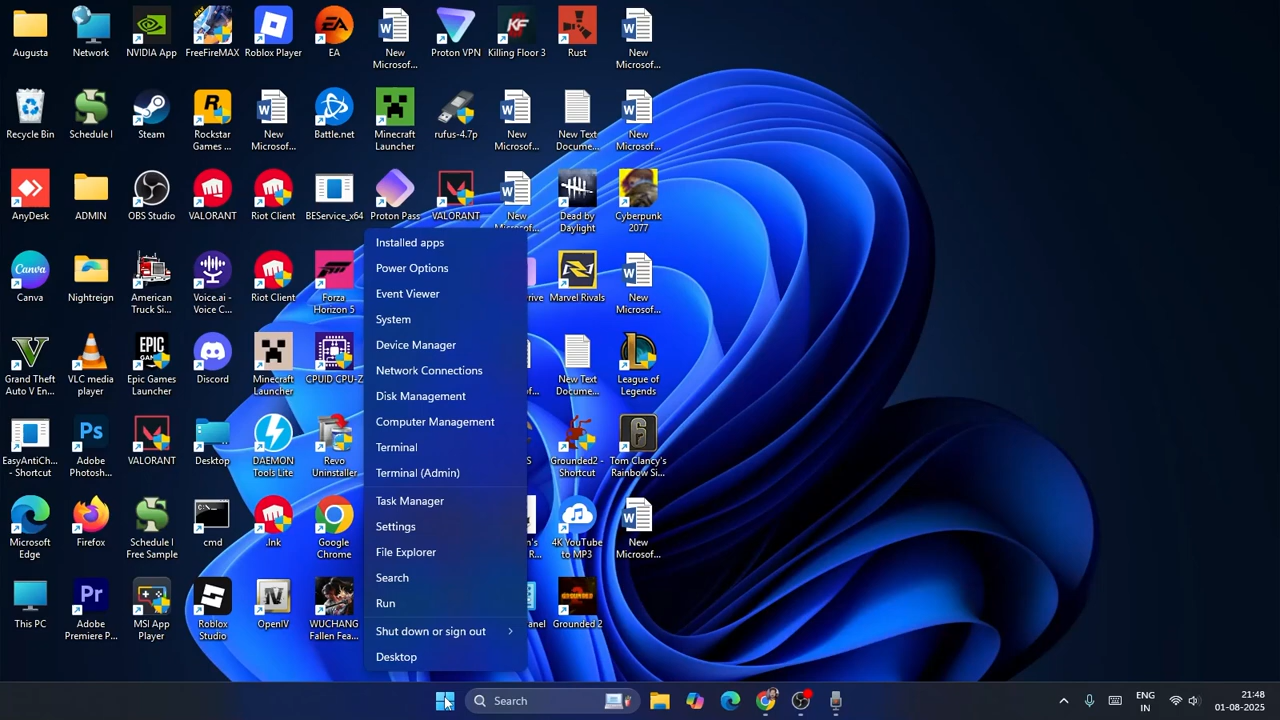 Augusta
Network
NVIDIA App
FreeFireMAX
Roblox Player
EA
New
Microsof...
Proton VPN
Killing Floor 3
Rust
New
Microsof...
Recycle Bin
Schedule I
Steam
Rockstar
Games ...
New
Microsof...
Battle.net
Minecraft
Launcher
rufus-4.7p
New
Microsof...
New Text
Docume...
New
Microsof...
AnyDesk
ADMIN
OBS Studio
VALORANT
Riot Client
BEService_x64
Proton Pass
VALORANT
New
Microsof...
Dead by
Daylight
Cyberpunk
2077
Canva
Nightreign
American
Truck Si...
Voice.ai -
Voice C...
Riot Client
Forza
Horizon 5
rive
Marvel Rivals
New
Microsof...
Grand Theft
Auto V En...
VLC media
player
Epic Games
Launcher
Discord
Minecraft
Launcher
CPUID CPU-Z
New Text
Docume...
League of
Legends
EasyAntiCh...
- Shortcut
Adobe
Photosh...
VALORANT
Desktop
DAEMON
Tools Lite
Revo
Uninstaller
Grounded2 -
Shortcut
Tom Clancy's
Rainbow Si...
Microsoft
Edge
Firefox
Schedule I
Free Sample
cmd
.lnk
Google
Chrome
4K YouTube
to MP3
New
Microsof...
This PC
Adobe
Premiere P...
MSI App
Player
Roblox
Studio
OpenIV
WUCHANG
Fallen Fea...
Grounded 2
Installed apps
Power Options
Event Viewer
System
Device Manager
Network Connections
Disk Management
Computer Management
Terminal
Terminal (Admin)
Task Manager
Settings
File Explorer
Search
Run
Shut down or sign out
Desktop
Search
ENG
IN
21:48
01-08-2025